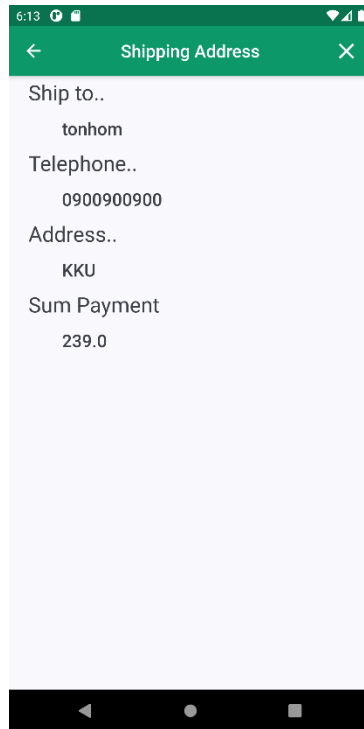 6:13
Shipping Address
Ship to..
tonhom
Telephone..
0900900900
Address..
KKU
Sum Payment
239.0